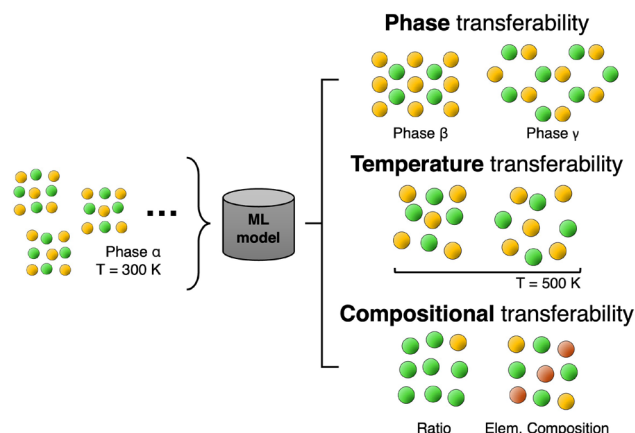 Phase transferability
Phase β
Phase γ
Temperature transferability
...
ML
model
Phase α
T = 300 K
T = 500 K
Compositional transferability
Ratio
Elem. Composition